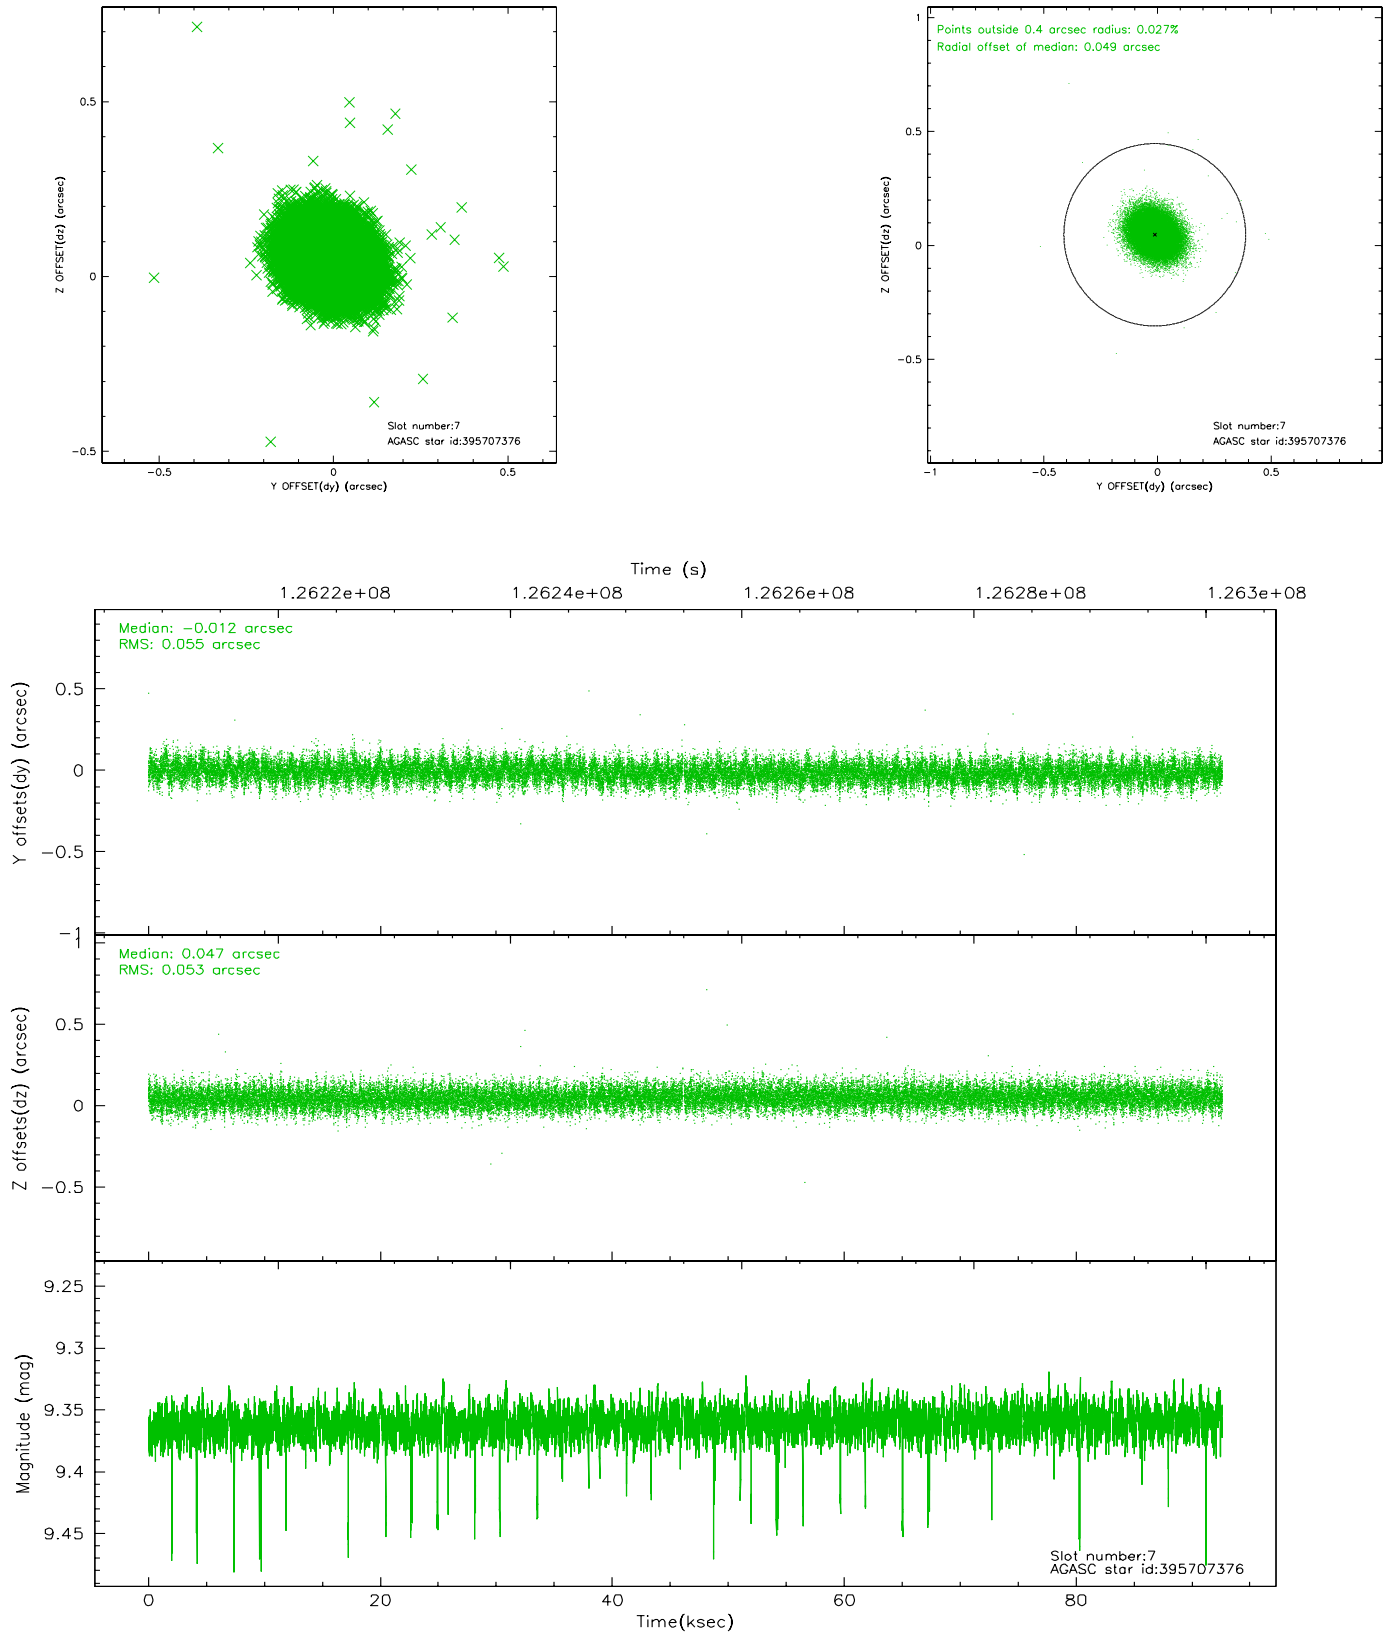 0.5
0
−0.5
Z OFFSET(dz) (arcsec)
Slot number:7
AGASC star id:395707376
−0.5 0 0.5
Y OFFSET(dy) (arcsec)
Points outside 0.4 arcsec radius: 0.027%
Radial offset of median: 0.049 arcsec
1
0.5
0
−0.5
Z OFFSET(dz) (arcsec)
Slot number:7
AGASC star id:395707376
−1 −0.5 0 0.5
Y OFFSET(dy) (arcsec)
Time (s)
1.2622e+08 1.2624e+08 1.2626e+08 1.2628e+08 1.263e+08
Median: −0.012 arcsec
RMS: 0.055 arcsec
0.5
0
−0.5
−1
Y offsets(dy) (arcsec)
Median: 0.047 arcsec
RMS: 0.053 arcsec
1
0.5
0
−0.5
Z offsets(dz) (arcsec)
9.25
9.3
9.35
9.4
9.45
Magnitude (mag)
Slot number:7
AGASC star id:395707376
0 20 40 60 80
Time(ksec)